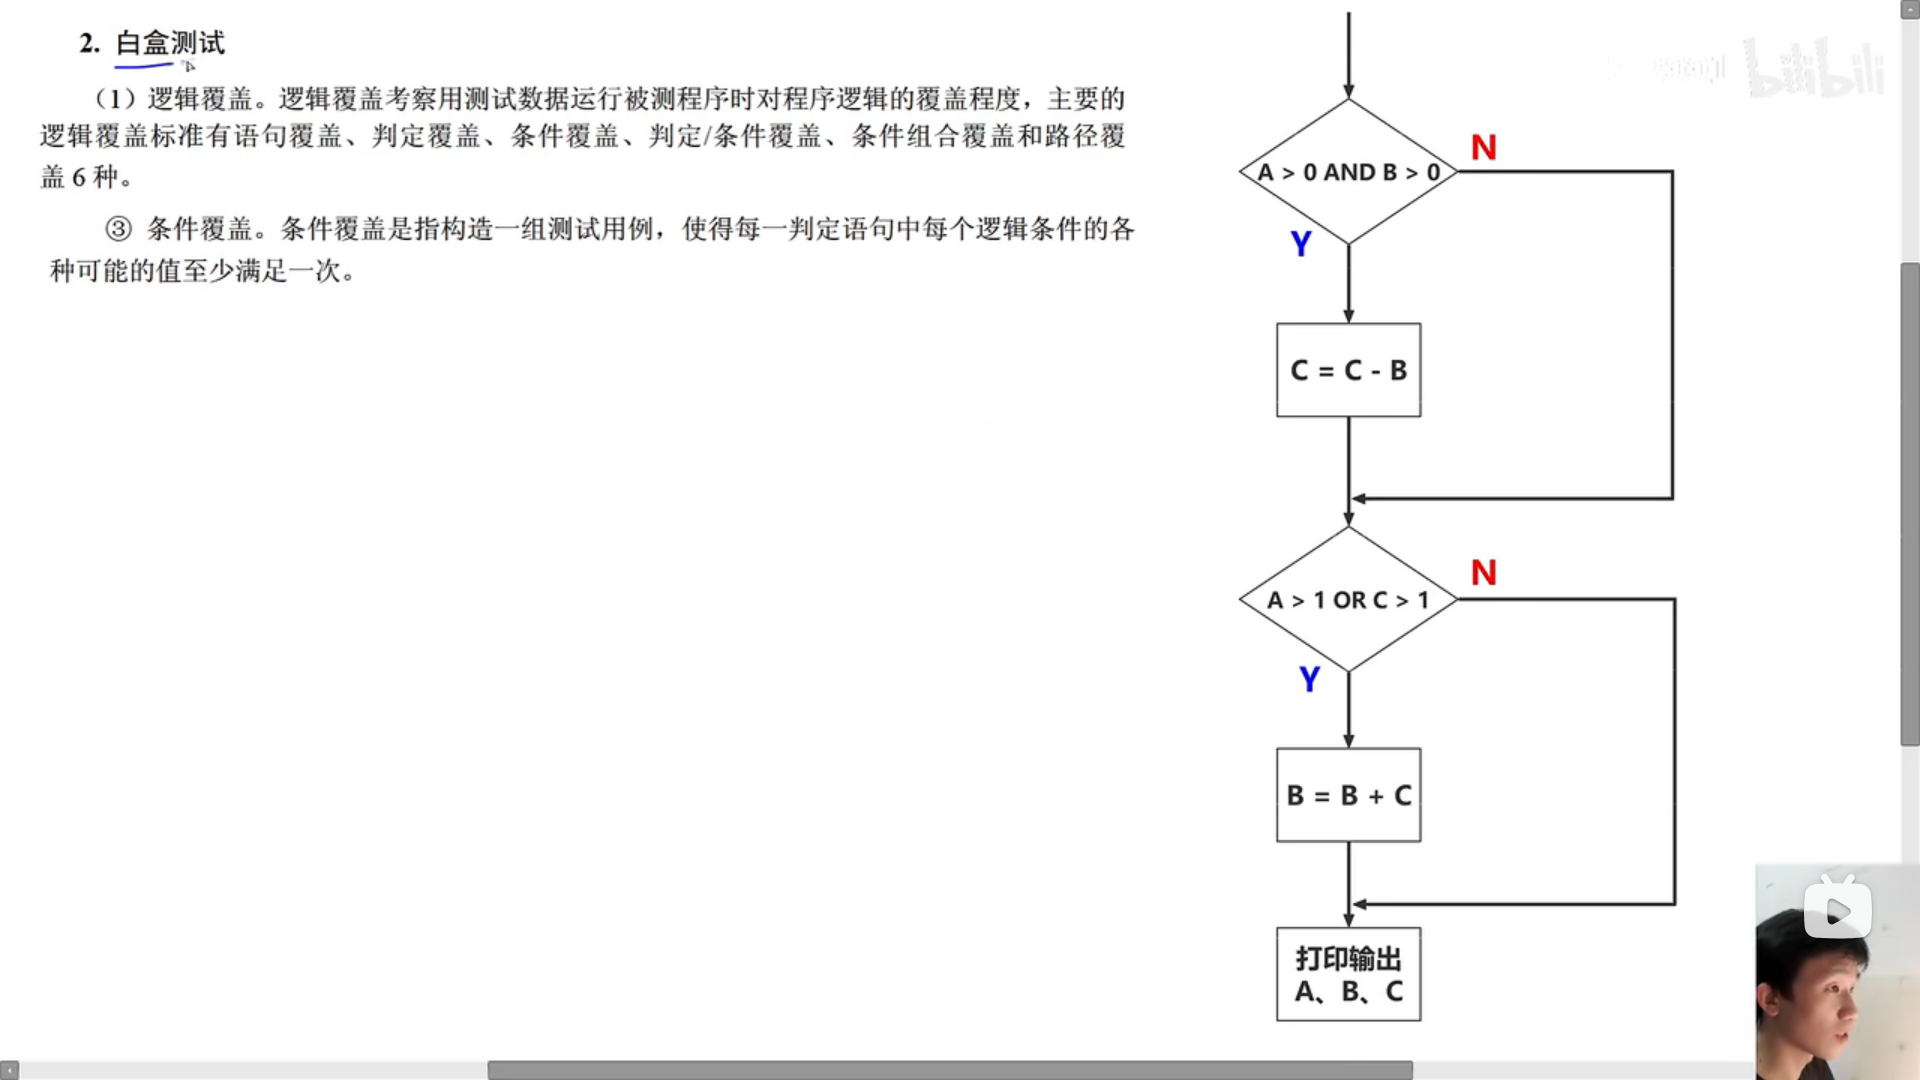 2. 白盒测试
（1）逻辑覆盖。逻辑覆盖考察用测试数据运行被测程序时对程序逻辑的覆盖程度，主要的
逻辑覆盖标准有语句覆盖、判定覆盖、条件覆盖、判定/条件覆盖、条件组合覆盖和路径覆
盖 6 种。
③ 条件覆盖。条件覆盖是指构造一组测试用例，使得每一判定语句中每个逻辑条件的各
种可能的值至少满足一次。
bilibili
A > 0 AND B > 0
N
Y
C = C - B
A > 1 OR C > 1
N
Y
B = B + C
打印输出
A、B、C